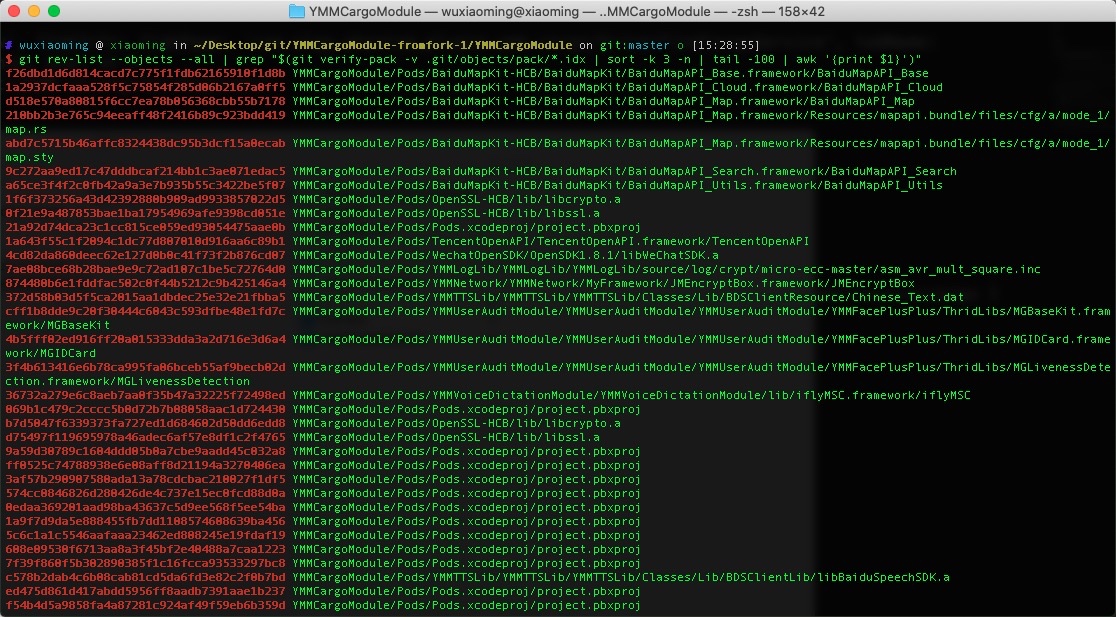 YMMCargoModule — wuxiaoming@xiaoming — ..MMCargoModule — -zsh — 158×42
# wuxiaoming @ xiaoming in ~/Desktop/git/YMMCargoModule-fromfork-1/YMMCargoModule on git:master o [15:28:55]
$ git rev-list --objects --all | grep "$(git verify-pack -v .git/objects/pack/*.idx | sort -k 3 -n | tail -100 | awk '{print $1}')"
f26dbd1d6d814cacd7c775f1fdb62165910f1d8b YMMCargoModule/Pods/BaiduMapKit-HCB/BaiduMapKit/BaiduMapAPI_Base.framework/BaiduMapAPI_Base
1a2937dcfaaa528f5c75854f285d06b2167a0ff5 YMMCargoModule/Pods/BaiduMapKit-HCB/BaiduMapKit/BaiduMapAPI_Cloud.framework/BaiduMapAPI_Cloud
d518e570a80815f6cc7ea78b056368cbb55b7178 YMMCargoModule/Pods/BaiduMapKit-HCB/BaiduMapKit/BaiduMapAPI_Map.framework/BaiduMapAPI_Map
210bb2b3e765c94eeaff48f2416b89c923bdd419 YMMCargoModule/Pods/BaiduMapKit-HCB/BaiduMapKit/BaiduMapAPI_Map.framework/Resources/mapapi.bundle/files/cfg/a/mode_1/
map.rs
abd7c5715b46affc8324438dc95b3dcf15a0ecab YMMCargoModule/Pods/BaiduMapKit-HCB/BaiduMapKit/BaiduMapAPI_Map.framework/Resources/mapapi.bundle/files/cfg/a/mode_1/
map.sty
9c272aa9ed17c47dddbcaf214bb1c3ae071edac5 YMMCargoModule/Pods/BaiduMapKit-HCB/BaiduMapKit/BaiduMapAPI_Search.framework/BaiduMapAPI_Search
a65ce3f4f2c0fb42a9a3e7b935b55c3422be5f07 YMMCargoModule/Pods/BaiduMapKit-HCB/BaiduMapKit/BaiduMapAPI_Utils.framework/BaiduMapAPI_Utils
1f6f373256a43d42392880b909ad9933857022d5 YMMCargoModule/Pods/OpenSSL-HCB/lib/libcrypto.a
0f21e9a487853bae1ba17954969afe9398cd051e YMMCargoModule/Pods/OpenSSL-HCB/lib/libssl.a
21a92d74dca23c1cc815ce059ed93054475aae0b YMMCargoModule/Pods/Pods.xcodeproj/project.pbxproj
1a643f55c1f2094c1dc77d807010d916aa6c89b1 YMMCargoModule/Pods/TencentOpenAPI/TencentOpenAPI.framework/TencentOpenAPI
4cd82da860deec62e127d0b0c41f73f2b876cd07 YMMCargoModule/Pods/WechatOpenSDK/OpenSDK1.8.1/libWeChatSDK.a
7ae08bce68b28bae9e9c72ad107c1be5c72764d0 YMMCargoModule/Pods/YMMLogLib/YMMLogLib/YMMLogLib/source/log/crypt/micro-ecc-master/asm_avr_mult_square.inc
874480b6e1fddfac502c0f44b5212c9b425146a4 YMMCargoModule/Pods/YMMNetwork/YMMNetwork/MyFramework/JMEncryptBox.framework/JMEncryptBox
372d58b03d5f5ca2015aa1dbdec25e32e21fbba5 YMMCargoModule/Pods/YMMTTSLib/YMMTTSLib/YMMTTSLib/Classes/Lib/BDSClientResource/Chinese_Text.dat
cff1b8dde9c20f30444c6043c593dfbe48e1fd7c YMMCargoModule/Pods/YMMUserAuditModule/YMMUserAuditModule/YMMUserAuditModule/YMMFacePlusPlus/ThridLibs/MGBaseKit.fram
ework/MGBaseKit
4b5fff02ed916ff20a015333dda3a2d716e3d6a4 YMMCargoModule/Pods/YMMUserAuditModule/YMMUserAuditModule/YMMUserAuditModule/YMMFacePlusPlus/ThridLibs/MGIDCard.frame
work/MGIDCard
3f4b613416e6b78ca995fa06bceb55af9becb02d YMMCargoModule/Pods/YMMUserAuditModule/YMMUserAuditModule/YMMUserAuditModule/YMMFacePlusPlus/ThridLibs/MGLivenessDete
ction.framework/MGLivenessDetection
36732a279e6c8aeb7aa0f35b47a32225f72498ed YMMCargoModule/Pods/YMMVoiceDictationModule/YMMVoiceDictationModule/lib/iflyMSC.framework/iflyMSC
069b1c479c2cccc5b0d72b7b08058aac1d724430 YMMCargoModule/Pods/Pods.xcodeproj/project.pbxproj
b7d5047f6339373fa727ed1d684602d50dd6edd8 YMMCargoModule/Pods/OpenSSL-HCB/lib/libcrypto.a
d75497f119695978a46adec6af57e8df1c2f4765 YMMCargoModule/Pods/OpenSSL-HCB/lib/libssl.a
9a59d30789c1604ddd05b0a7cbe9aadd45c032a8 YMMCargoModule/Pods/Pods.xcodeproj/project.pbxproj
ff0525c74788938e6e08aff8d21194a3270406ea YMMCargoModule/Pods/Pods.xcodeproj/project.pbxproj
3af57b290907580ada13a78cdcbac210027f1df5 YMMCargoModule/Pods/Pods.xcodeproj/project.pbxproj
574cc0846826d280426de4c737e15ec0fcd88d0a YMMCargoModule/Pods/Pods.xcodeproj/project.pbxproj
0edaa369201aad98ba43637c5d9ee568f5ee54ba YMMCargoModule/Pods/Pods.xcodeproj/project.pbxproj
1a9f7d9da5e888455fb7dd1108574608639ba456 YMMCargoModule/Pods/Pods.xcodeproj/project.pbxproj
5c6c1a1c5546aafaaa23462ed808245e19fdaf19 YMMCargoModule/Pods/Pods.xcodeproj/project.pbxproj
608e09530f6713aa8a3f45bf2e40488a7caa1223 YMMCargoModule/Pods/Pods.xcodeproj/project.pbxproj
7f39f860f5b302890385f1c16fcca93533297bc8 YMMCargoModule/Pods/Pods.xcodeproj/project.pbxproj
c578b2dab4c6b08cab81cd5da6fd3e82c2f0b7bd YMMCargoModule/Pods/YMMTTSLib/YMMTTSLib/YMMTTSLib/Classes/Lib/BDSClientLib/libBaiduSpeechSDK.a
ed475d861d417abdd5956ff8aadb7391aae1b237 YMMCargoModule/Pods/Pods.xcodeproj/project.pbxproj
f54b4d5a9858fa4a87281c924af49f59eb6b359d YMMCargoModule/Pods/Pods.xcodeproj/project.pbxproj